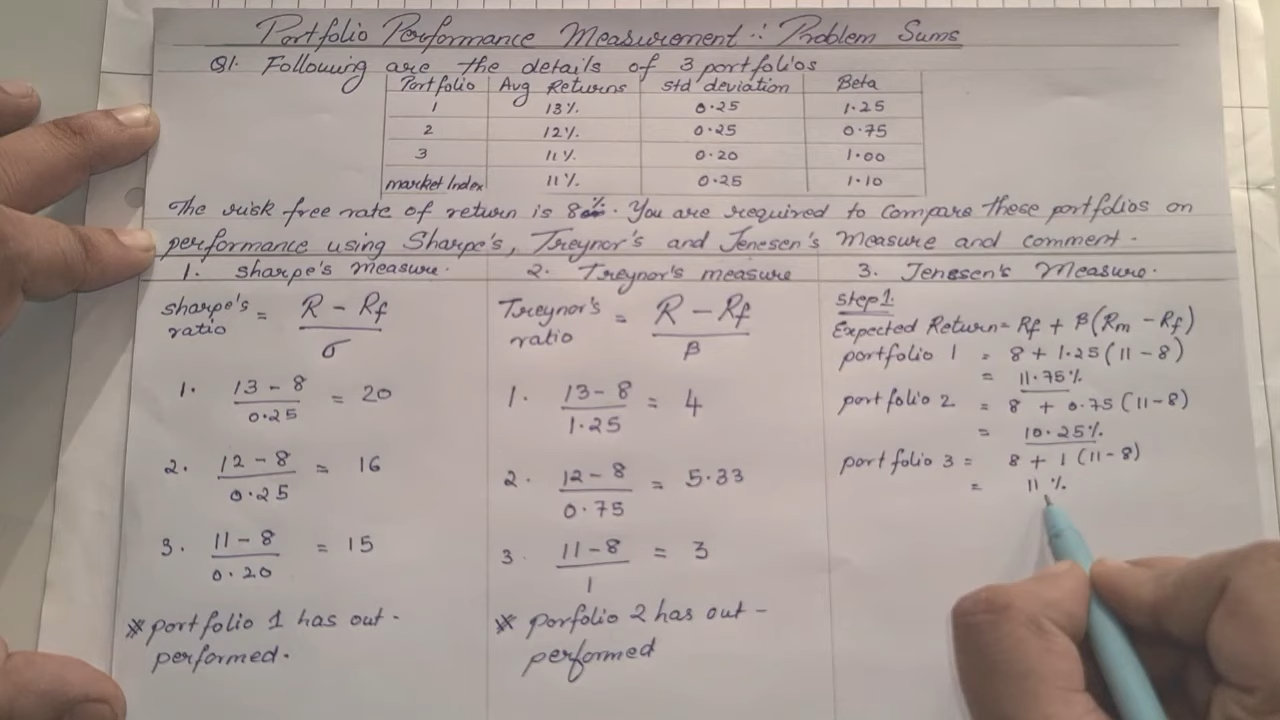 Portfolio Performance Measurement :: Problem Sums
Q1. Following are the details of 3 portfolios
Portfolio Avg Returns Std deviation Beta
1 13% 0.25 1.25
2 12% 0.25 0.75
3 11% 0.20 1.00
market Index 11% 0.25 1.10
The risk free rate of return is 8%. You are required to compare these portfolios on
performance using Sharpe's, Treynor's and Jenesen's Measure and comment.
1. Sharpe's measure.
Sharpe's ratio = R - Rf / σ
1. 13 - 8 / 0.25 = 20
2. 12 - 8 / 0.25 = 16
3. 11 - 8 / 0.20 = 15
* portfolio 1 has out -
performed.
2. Treynor's measure
Treynor's ratio = R - Rf / β
1. 13 - 8 / 1.25 = 4
2. 12 - 8 / 0.75 = 5.33
3. 11 - 8 / 1 = 3
* porfolio 2 has out -
performed
3. Jenesen's Measure.
Step 1.
Expected Return = Rf + β(Rm - Rf)
portfolio 1 = 8 + 1.25 (11 - 8)
= 11.75%
portfolio 2 = 8 + 0.75 (11 - 8)
= 10.25%
portfolio 3 = 8 + 1 (11 - 8)
= 11 %